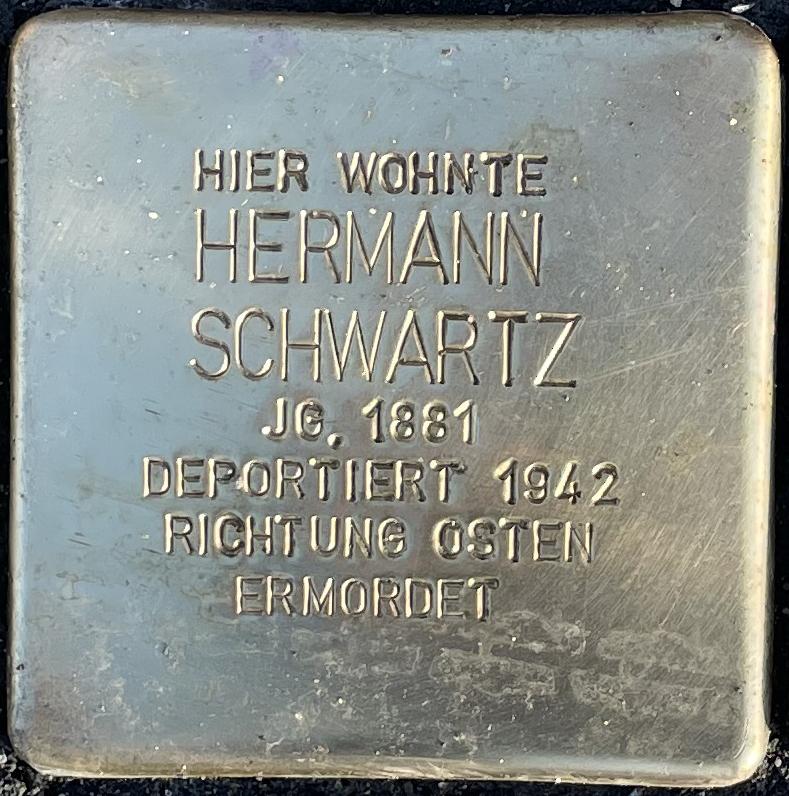 HIER WOHNTE
HERMANN
SCHWARTZ
JG. 1881
DEPORTIERT 1942
RICHTUNG OSTEN
ERMORDET